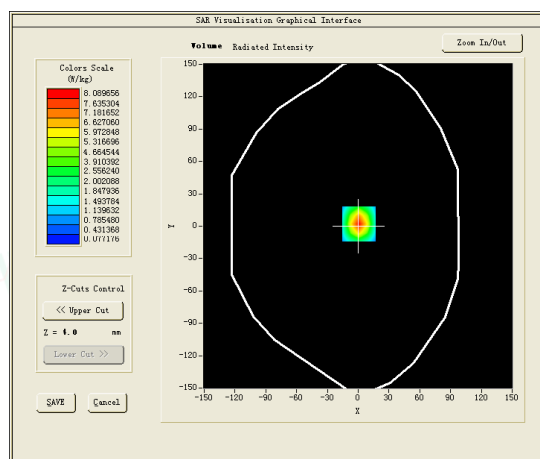 SAR Visualisation Graphical Interface
Volume Radiated Intensity
Zoom In/Out
Colors Scale
(W/kg)
8.089656
7.635304
7.181652
6.627060
5.972848
5.316696
4.664544
3.910392
2.556240
2.002088
1.847936
1.493784
1.139632
0.785480
0.431368
0.077176
Z-Cuts Control
<< Upper Cut
Z = 4.0 mm
Lower Cut >>
SAVE
Cancel
150
120
90
60
30
0
-30
-60
-90
-120
-150
Y
-150 -120 -90 -60 -30 0 30 60 90 120 150
X